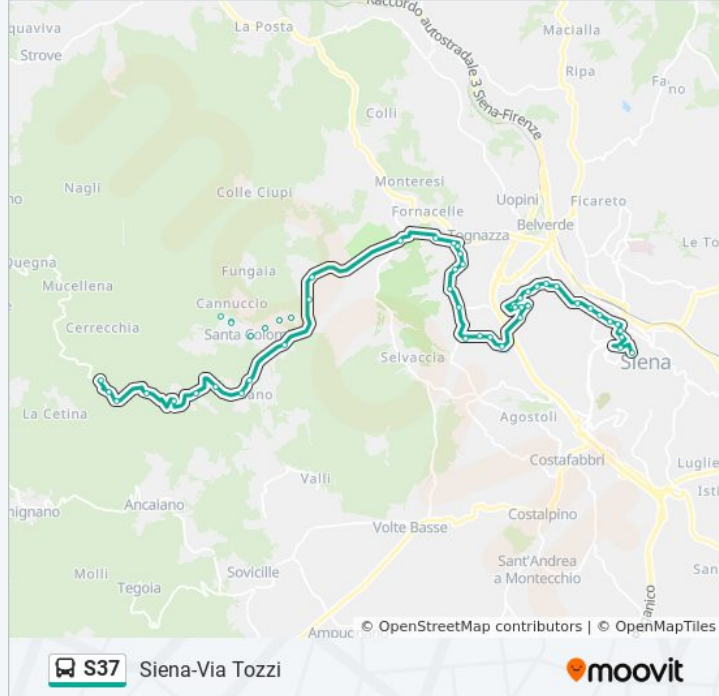 quaviva
La Posta
Raccordo autostradale 3 Siena-Firenze
Macialla
Strove
Ripa
Colli
Nagli
Colle Ciupi
Monteresi
Uopini
Ficareto
Fornacelle
Belverde
Tognazza
Le To
Quegna
Fungaia
Mucellena
Cannuccio
Cerrecchia
Santa Colom
Selvaccia
Siena
ano
La Cetina
Agostoli
Costafabbri
Luglie
Valli
Isti
nignano
Ancaiano
Volte Basse
Costalpino
Sant'Andrea
a Montecchio
Molli
Tegoia
Sovicille
San
© OpenStreetMap contributors | © OpenMapTiles
S37 Siena-Via Tozzi
moovit